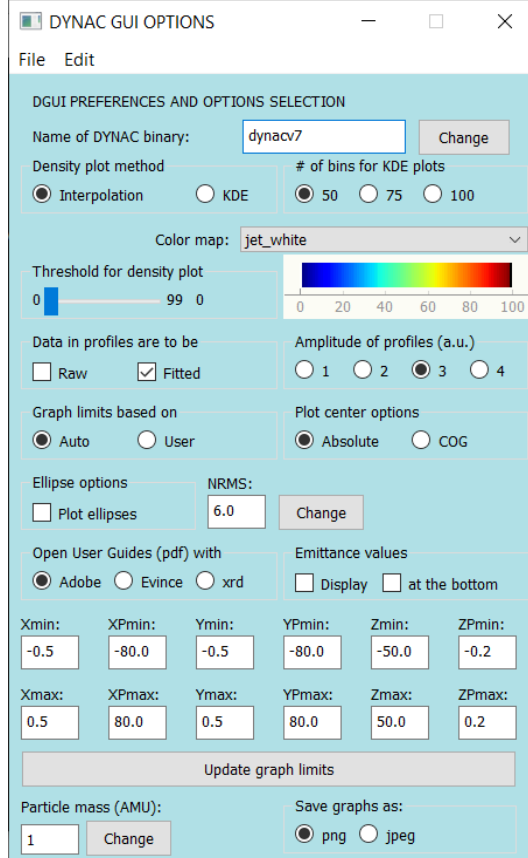 DYNAC GUI OPTIONS
File Edit
DGUI PREFERENCES AND OPTIONS SELECTION
Name of DYNAC binary: dynacv7 Change
Density plot method # of bins for KDE plots
Interpolation KDE 50 75 100
Color map: jet_white
Threshold for density plot
0 99 0
0 20 40 60 80 100
Data in profiles are to be Amplitude of profiles (a.u.)
Raw Fitted 1 2 3 4
Graph limits based on Plot center options
Auto User Absolute COG
Ellipse options NRMS:
Plot ellipses 6.0 Change
Open User Guides (pdf) with Emittance values
Adobe Evince xrd Display at the bottom
Xmin: XPmin: Ymin: YPmin: Zmin: ZPmin:
-0.5 -80.0 -0.5 -80.0 -50.0 -0.2
Xmax: XPmax: Ymax: YPmax: Zmax: ZPmax:
0.5 80.0 0.5 80.0 50.0 0.2
Update graph limits
Particle mass (AMU): Save graphs as:
1 Change png jpeg